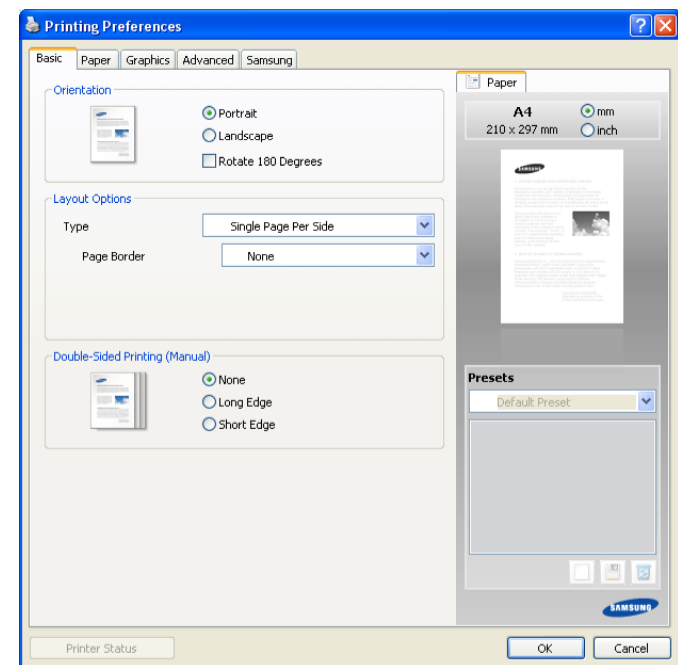 Printing Preferences
Basic Paper Graphics Advanced Samsung
Orientation
Portrait
Landscape
Rotate 180 Degrees
Layout Options
Type Single Page Per Side
Page Border None
Double-Sided Printing (Manual)
None
Long Edge
Short Edge
Paper
A4 mm
210 x 297 mm inch
SAMSUNG
Presets
Default Preset
SAMSUNG
Printer Status OK Cancel